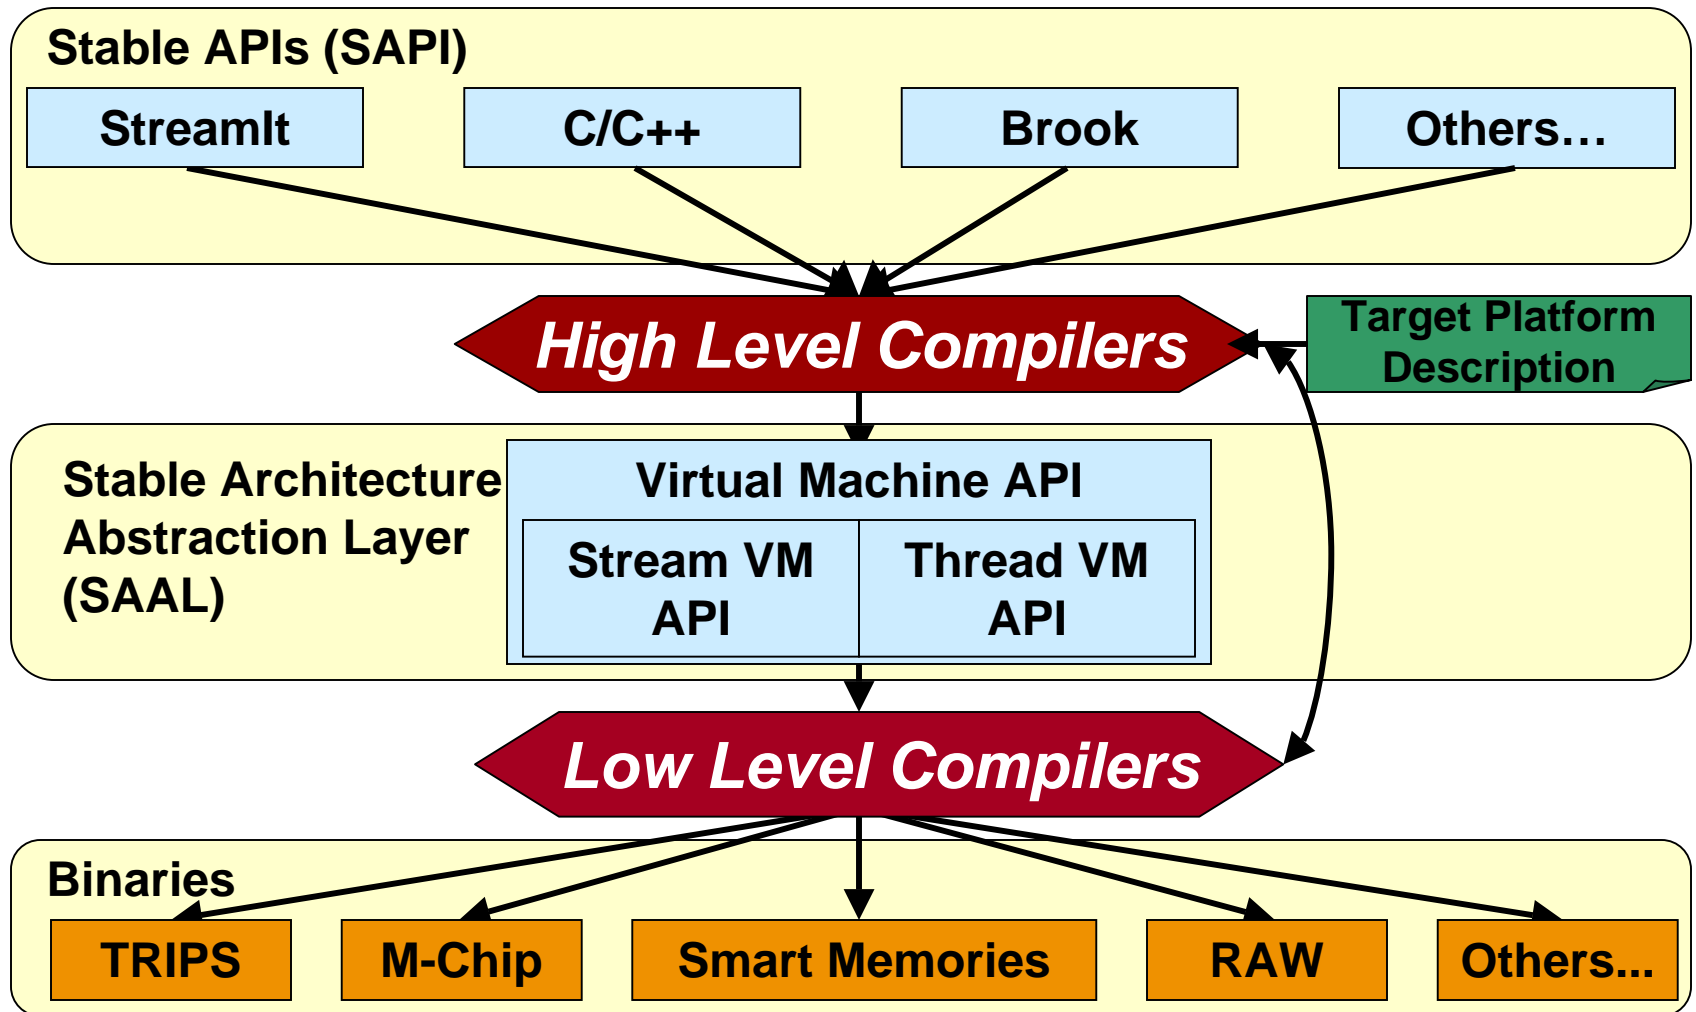 Stable APIs (SAPI)
StreamIt
C/C++
Brook
Others…
High Level Compilers
Target Platform
Description
Stable Architecture
Abstraction Layer
(SAAL)
Virtual Machine API
Stream VM
API
Thread VM
API
Low Level Compilers
Binaries
TRIPS
M-Chip
Smart Memories
RAW
Others...